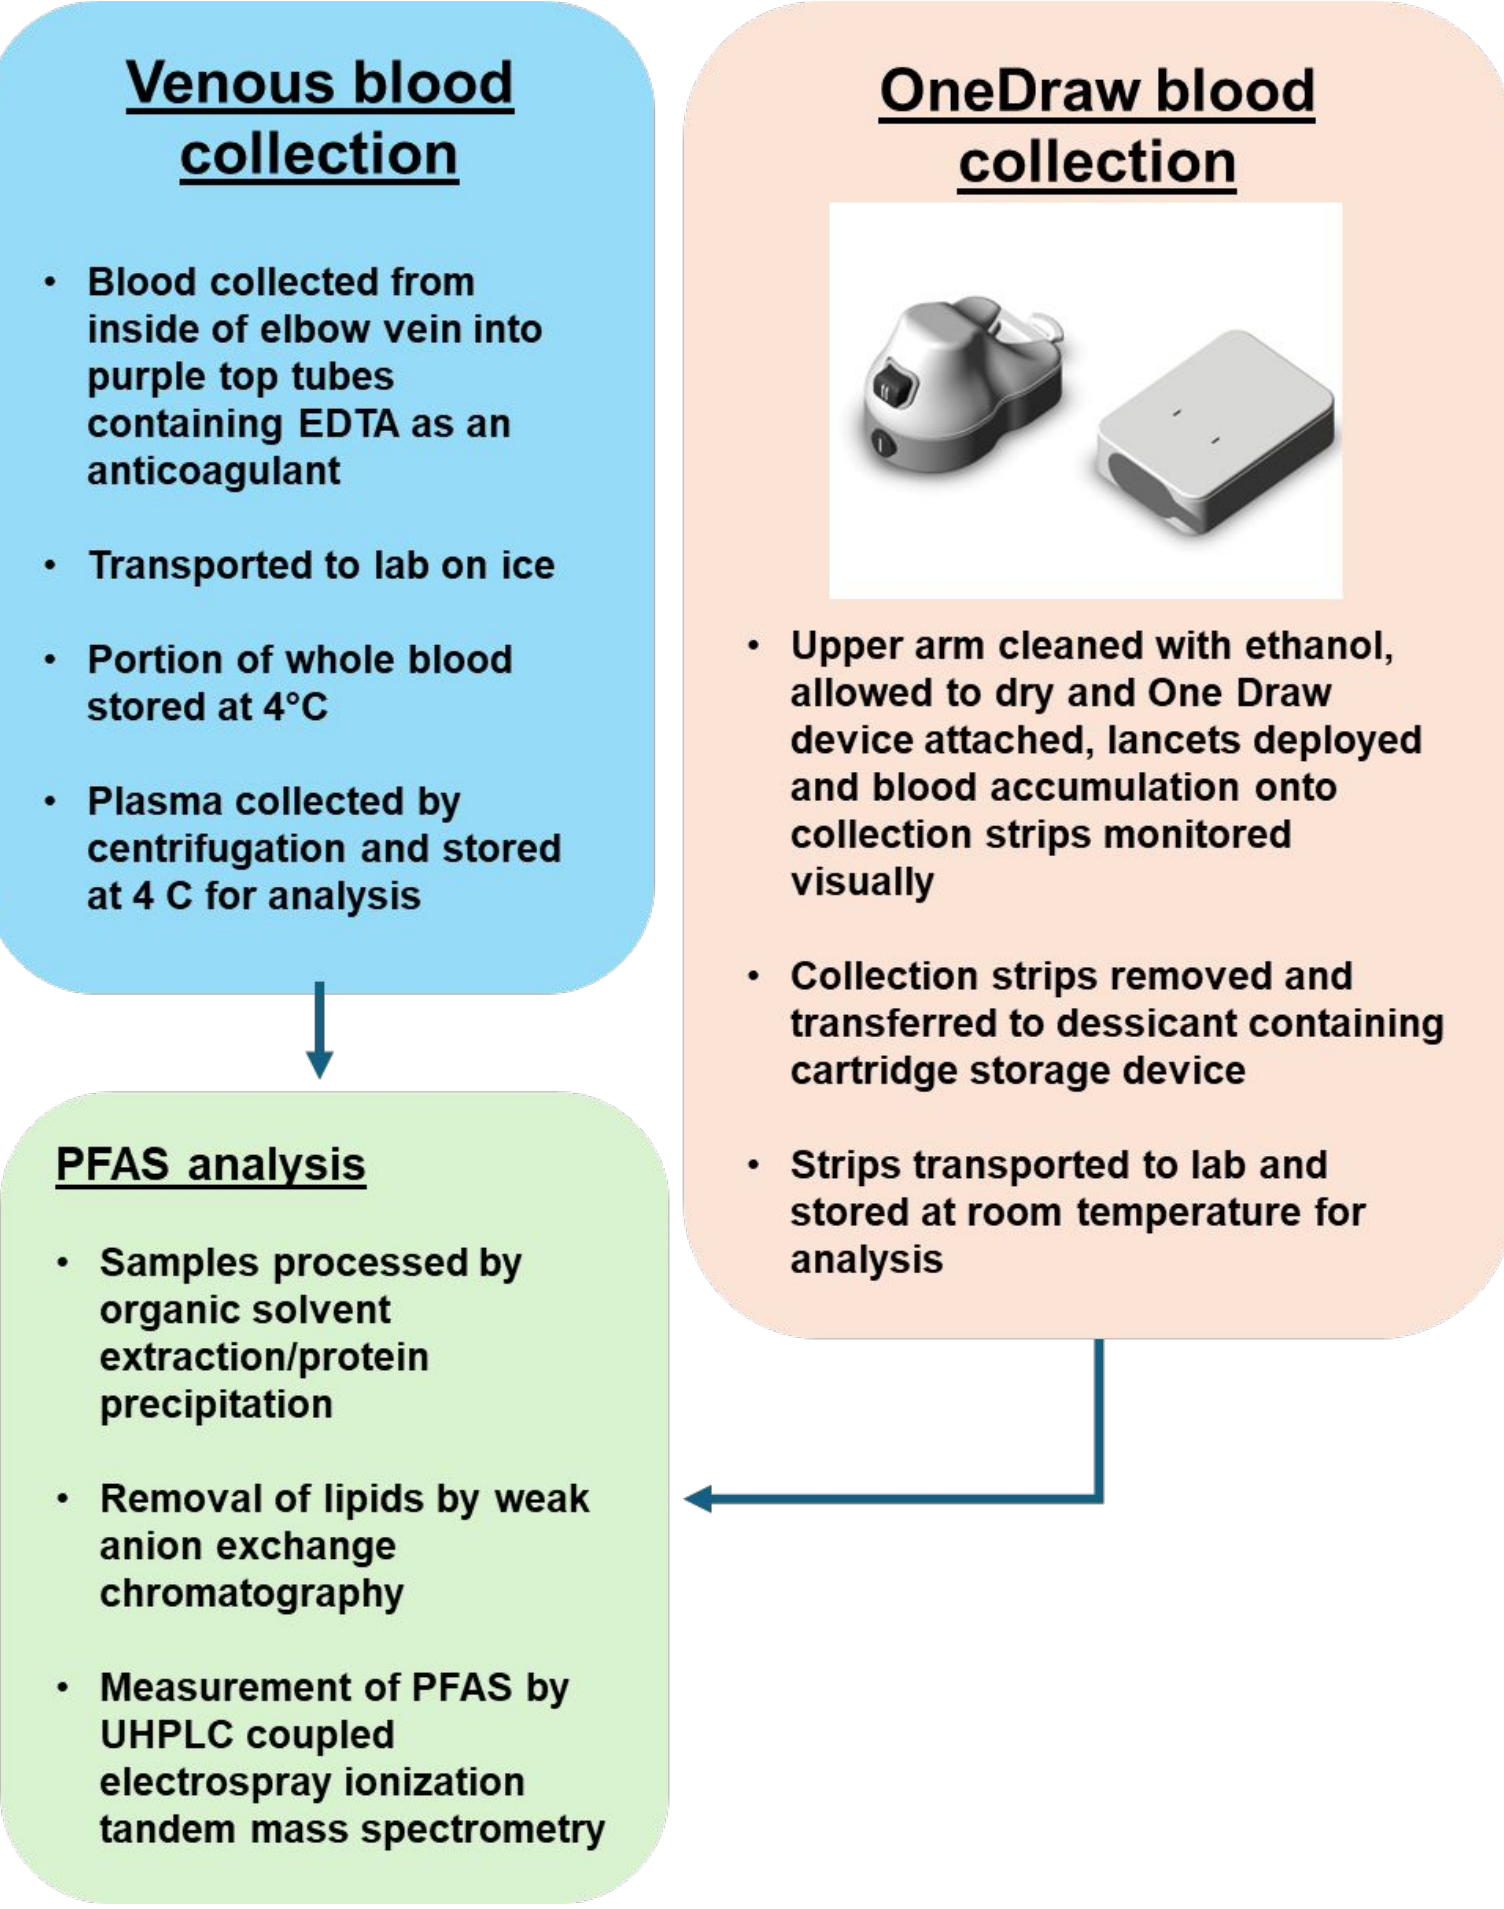 Venous blood
collection
• Blood collected from
inside of elbow vein into
purple top tubes
containing EDTA as an
anticoagulant
• Transported to lab on ice
• Portion of whole blood
stored at 4°C
• Plasma collected by
centrifugation and stored
at 4 C for analysis
OneDraw blood
collection
• Upper arm cleaned with ethanol,
allowed to dry and One Draw
device attached, lancets deployed
and blood accumulation onto
collection strips monitored
visually
• Collection strips removed and
transferred to dessicant containing
cartridge storage device
• Strips transported to lab and
stored at room temperature for
analysis
PFAS analysis
• Samples processed by
organic solvent
extraction/protein
precipitation
• Removal of lipids by weak
anion exchange
chromatography
• Measurement of PFAS by
UHPLC coupled
electrospray ionization
tandem mass spectrometry